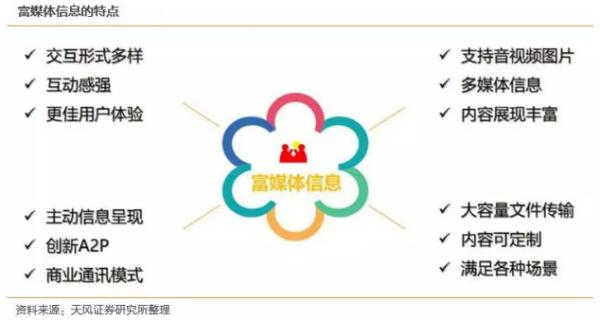 富媒体信息的特点
交互形式多样
互动感强
更佳用户体验
支持音视频图片
多媒体信息
内容展现丰富
富媒体信息
主动信息呈现
创新A2P
商业通讯模式
大容量文件传输
内容可定制
满足各种场景
资料来源：天风证券研究所整理